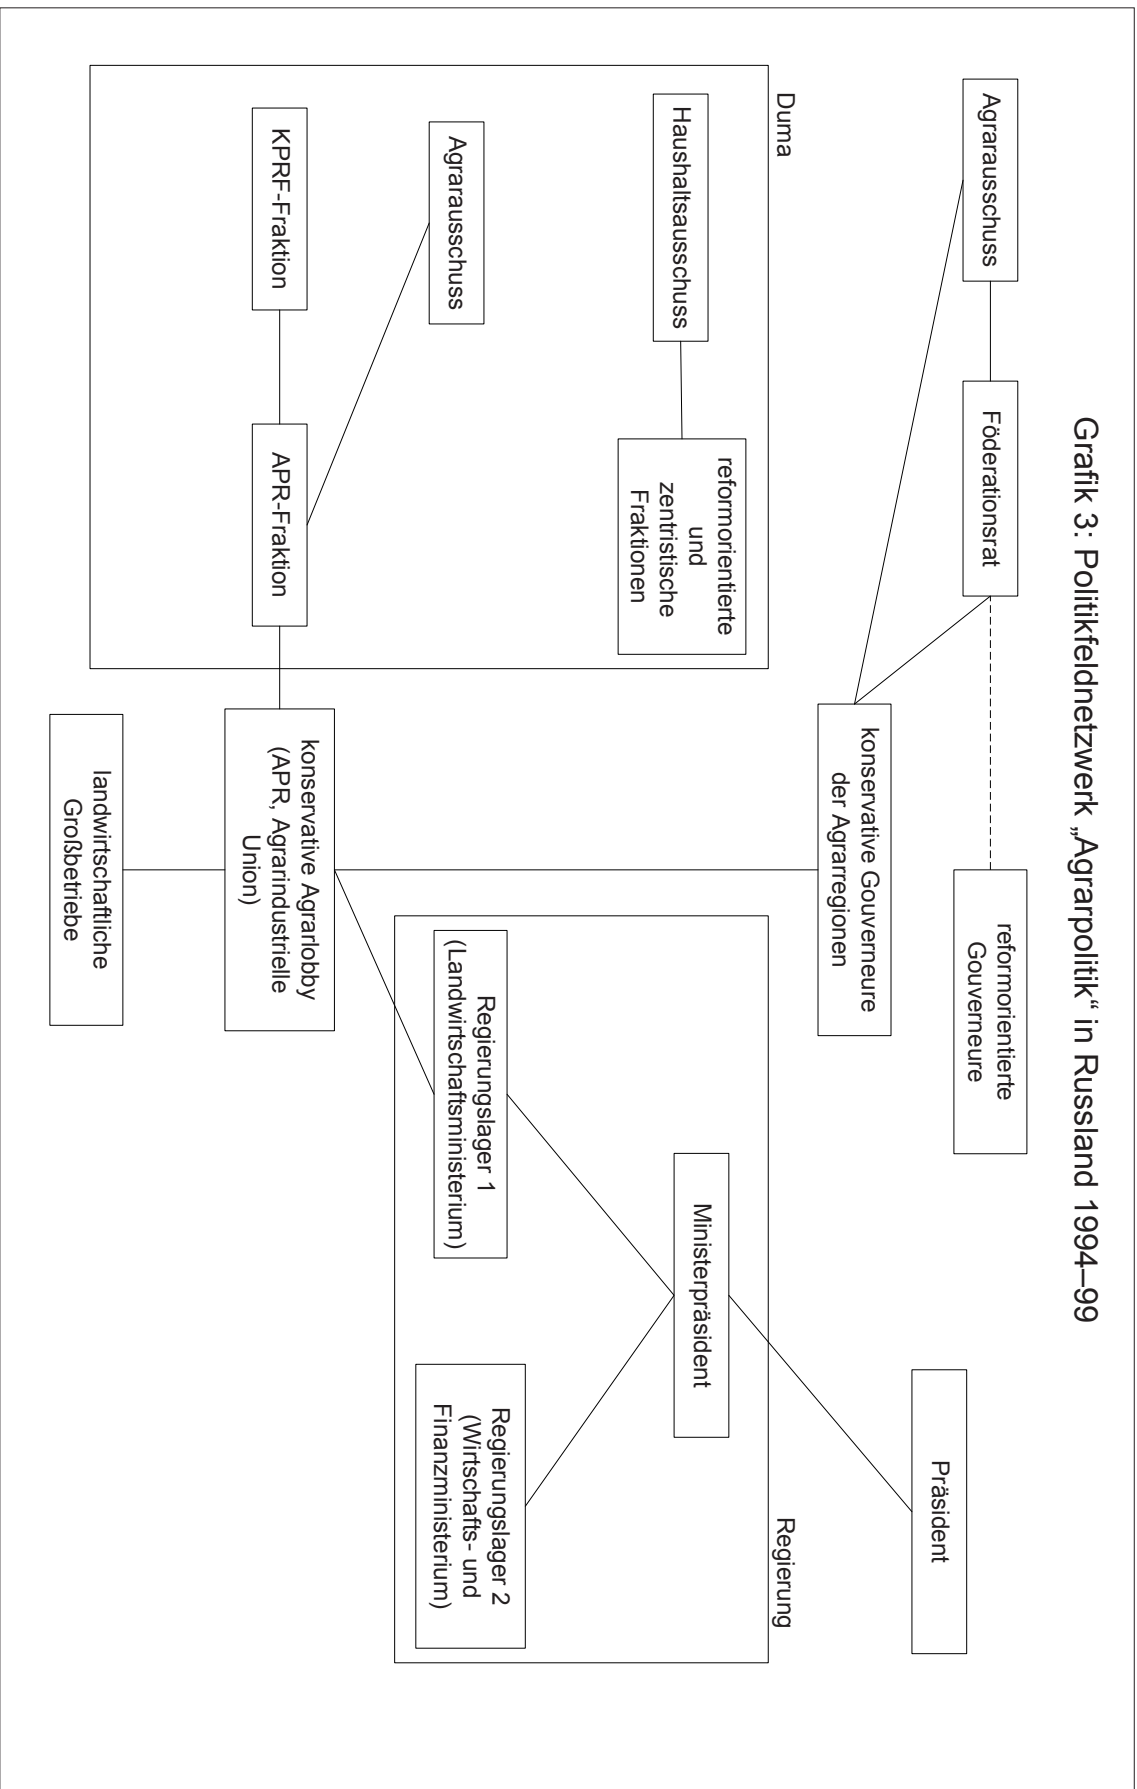 Grafik 3: Politikfeldnetzwerk „Agrarpolitik“ in Russland 1994–99
Agrarausschuss
Föderationsrat
reformorientierte
Gouverneure
Präsident
konservative Gouverneure
der Agrarregionen
Duma
Regierung
Haushaltsausschuss
reformorientierte
und
zentristische
Fraktionen
Ministerpräsident
Agrarausschuss
Regierungslager 1
(Landwirtschaftsministerium)
Regierungslager 2
(Wirtschafts- und
Finanzministerium)
KPRF-Fraktion
APR-Fraktion
konservative Agrarlobby
(APR, Agrarindustrielle
Union)
landwirtschaftliche
Großbetriebe